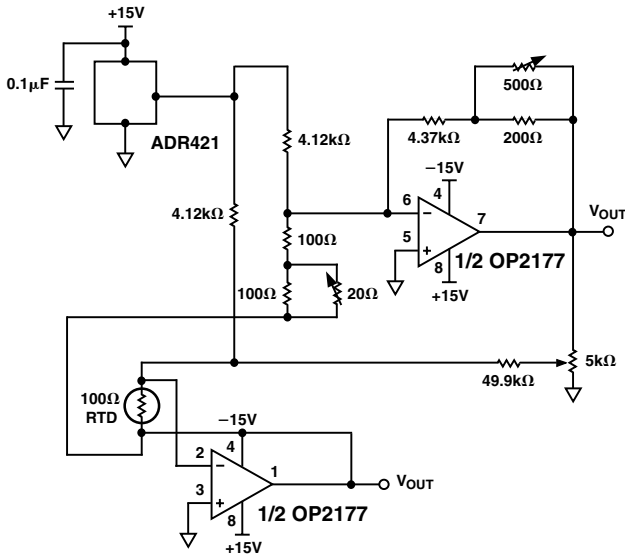 +15V
0.1μF
ADR421
4.12kΩ
4.12kΩ
500Ω
4.37kΩ
200Ω
−15V
6
4
7
5
8
VOUT
1/2 OP2177
+15V
100Ω
100Ω
20Ω
49.9kΩ
5kΩ
100Ω
RTD
−15V
2
4
1
3
8
VOUT
1/2 OP2177
+15V